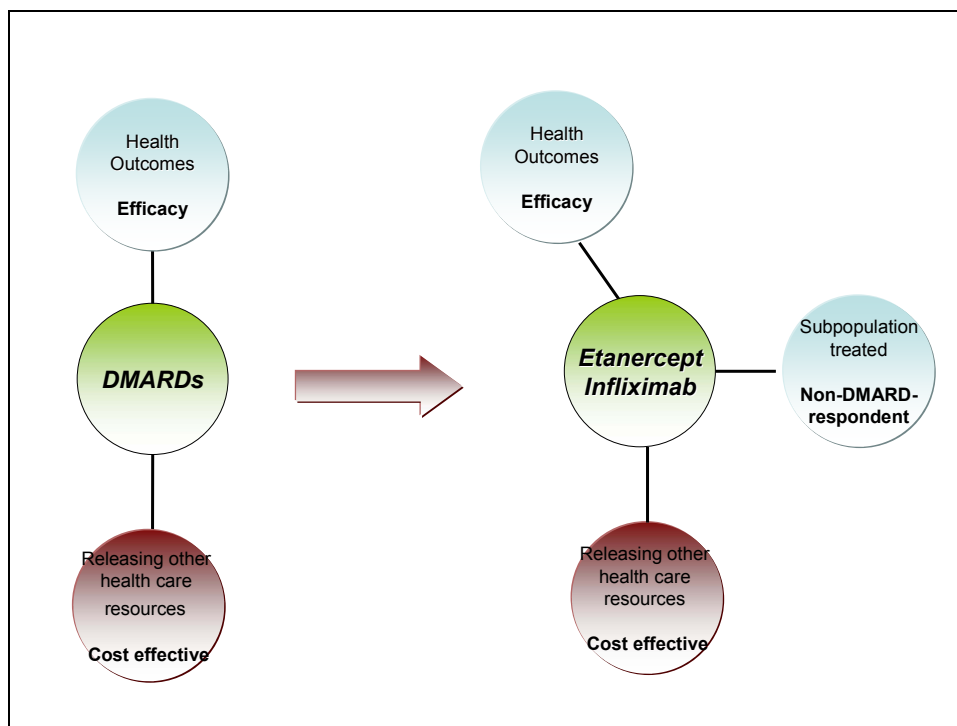 Health
Outcomes
Efficacy
DMARDs
Releasing other
health care
resources
Cost effective
Health
Outcomes
Efficacy
Etanercept
Infliximab
Subpopulation
treated
Non-DMARD-
respondent
Releasing other
health care
resources
Cost effective